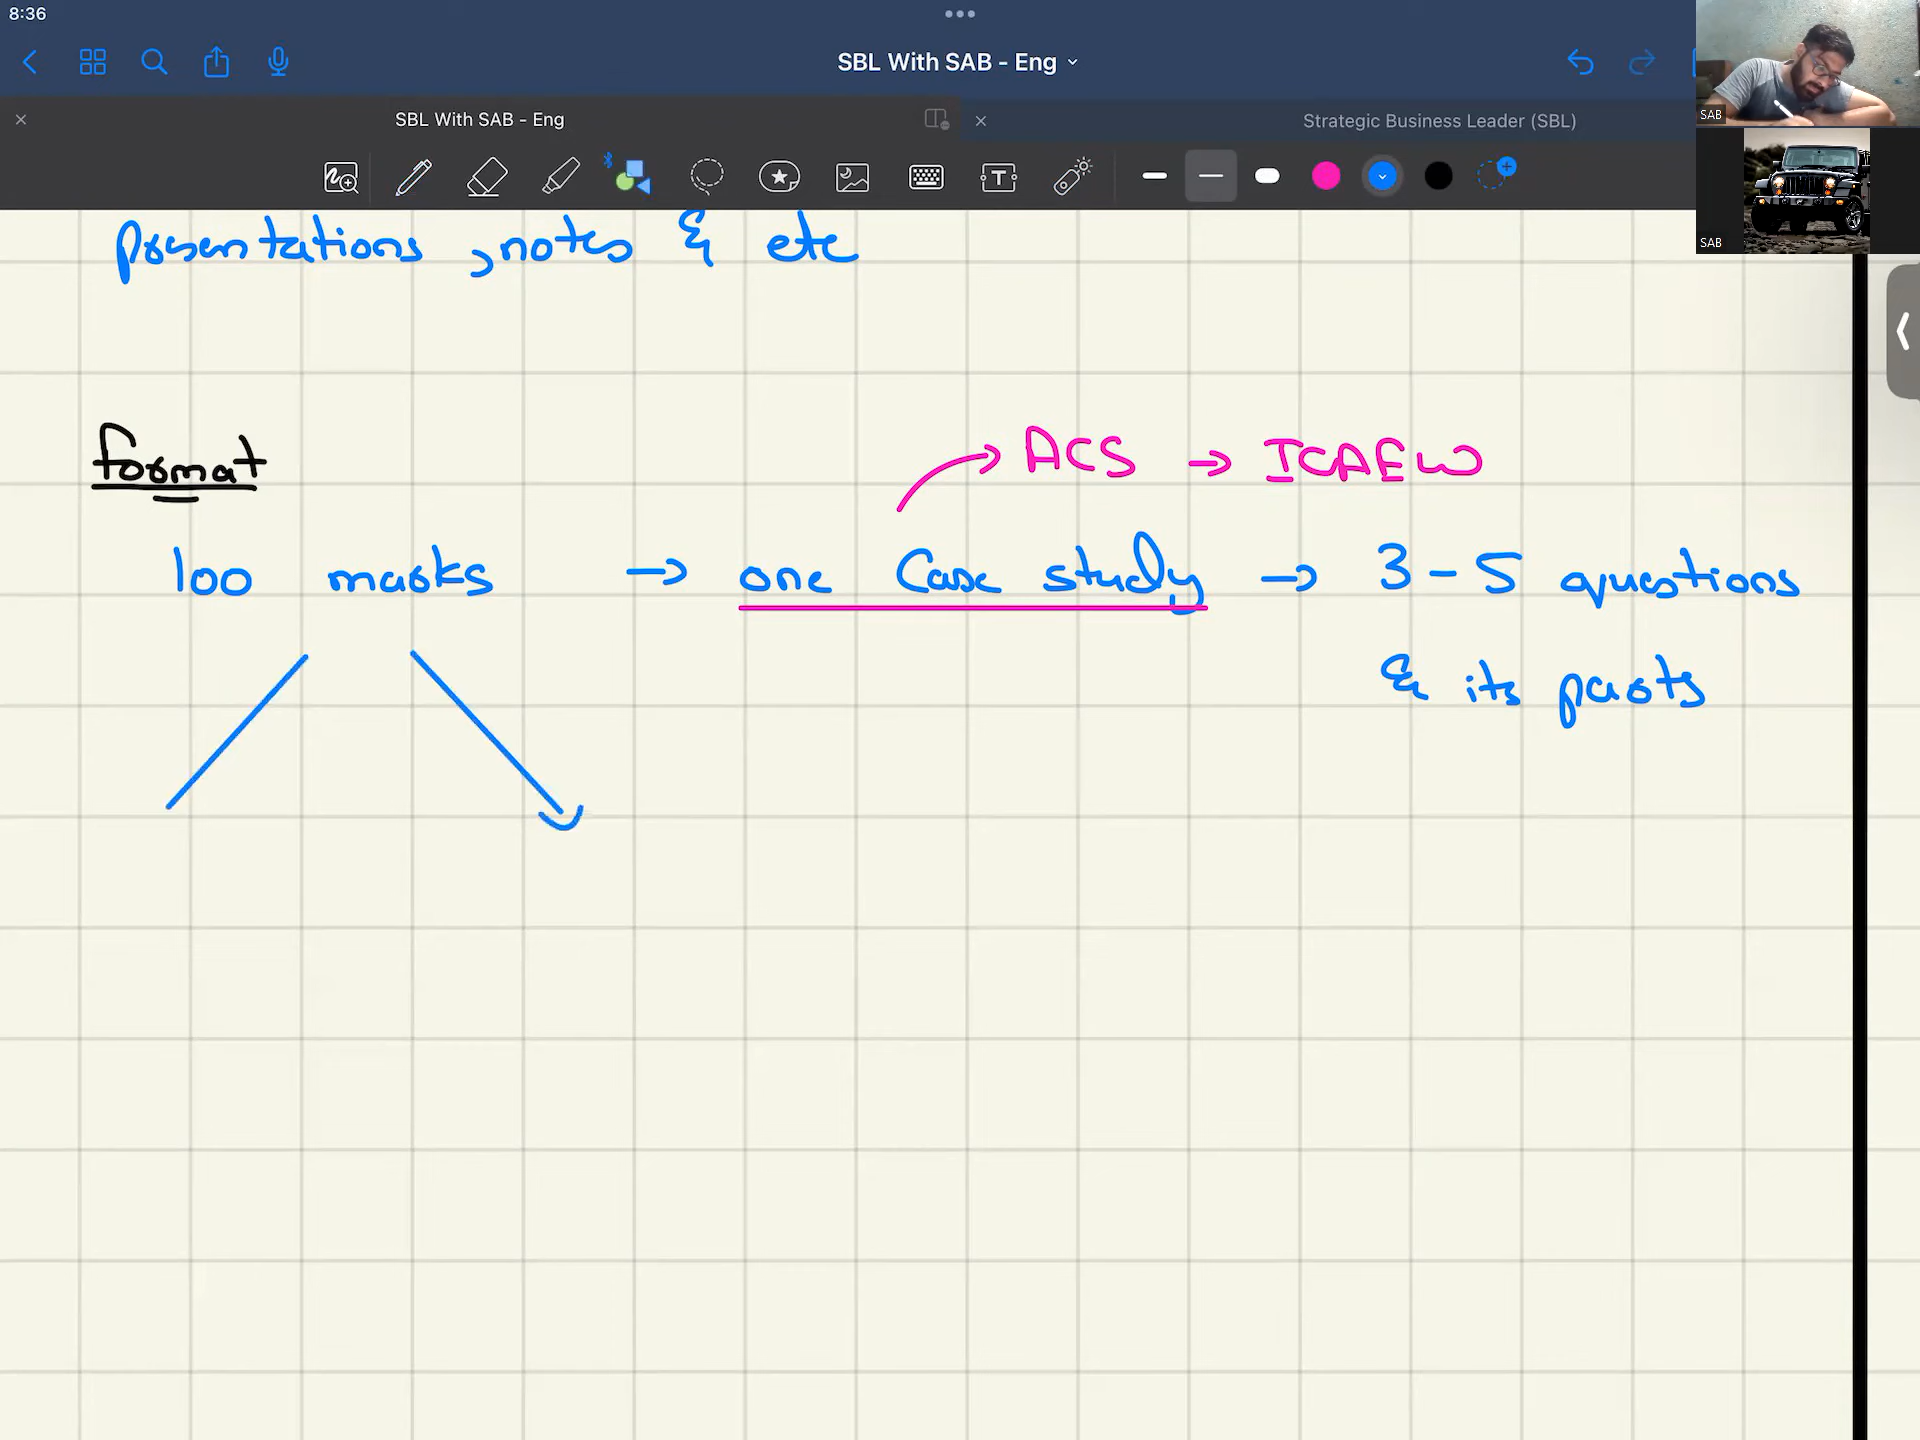 8:36
SBL With SAB - Eng
SBL With SAB - Eng
Strategic Business Leader (SBL)
SAB
SAB
presentations , notes & etc
format
ACS → ICAEW
100 marks → one Case study → 3 - 5 questions
& its parts